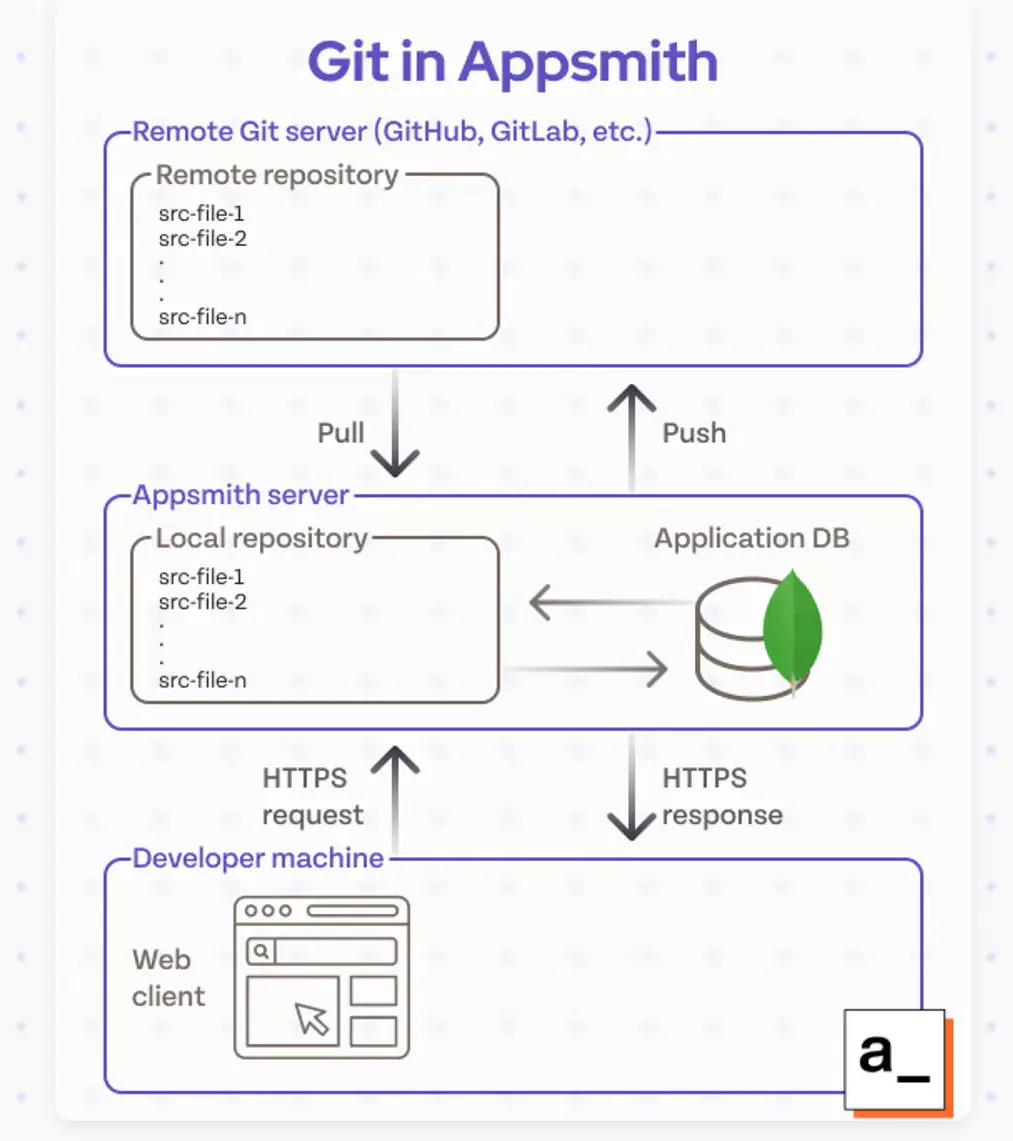 Git in Appsmith
Remote Git server (GitHub, GitLab, etc.)
Remote repository
src-file-1
src-file-2
.
.
.
src-file-n
Pull
Push
Appsmith server
Local repository
src-file-1
src-file-2
.
.
.
src-file-n
Application DB
HTTPS
request
HTTPS
response
Developer machine
Web
client
a_